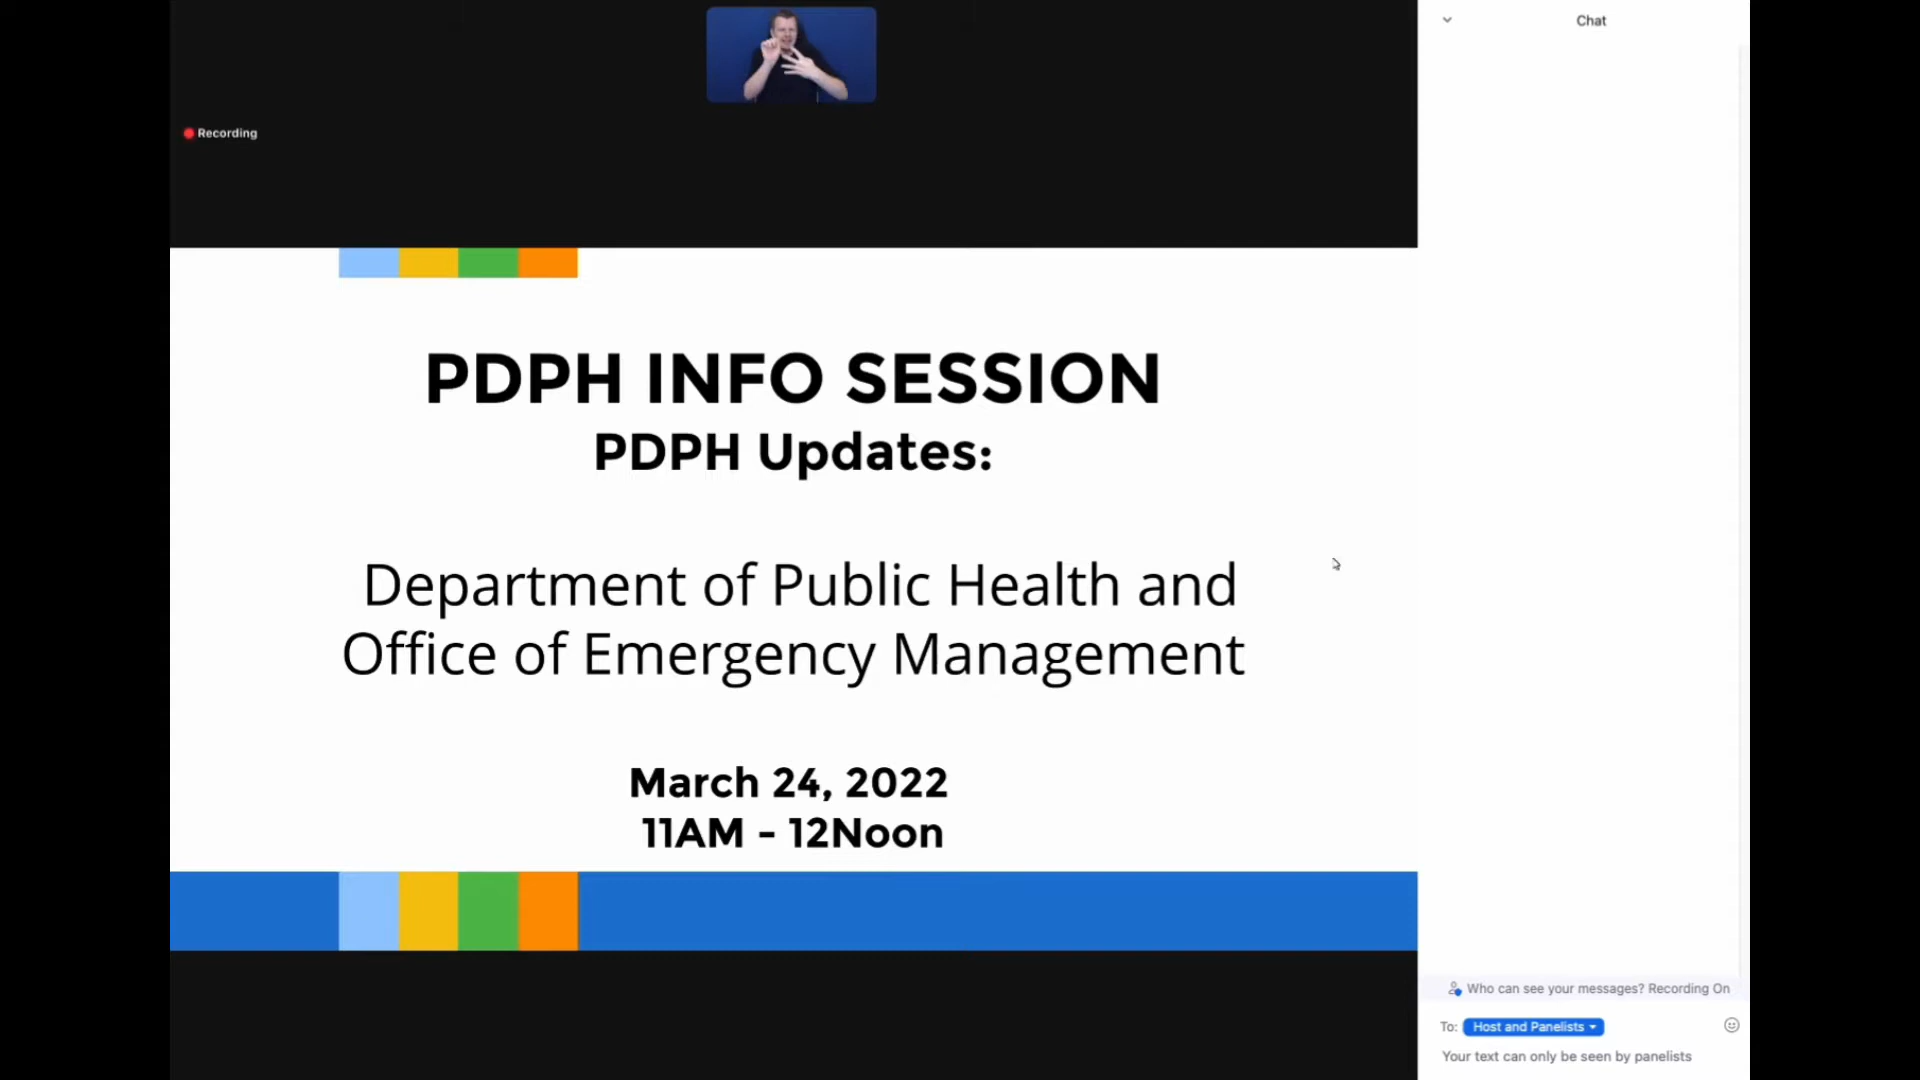 Chat
Recording
PDPH INFO SESSION
PDPH Updates:
Department of Public Health and
Office of Emergency Management
March 24, 2022
11AM - 12Noon
Who can see your messages? Recording On
To: Host and Panelists
Your text can only be seen by panelists